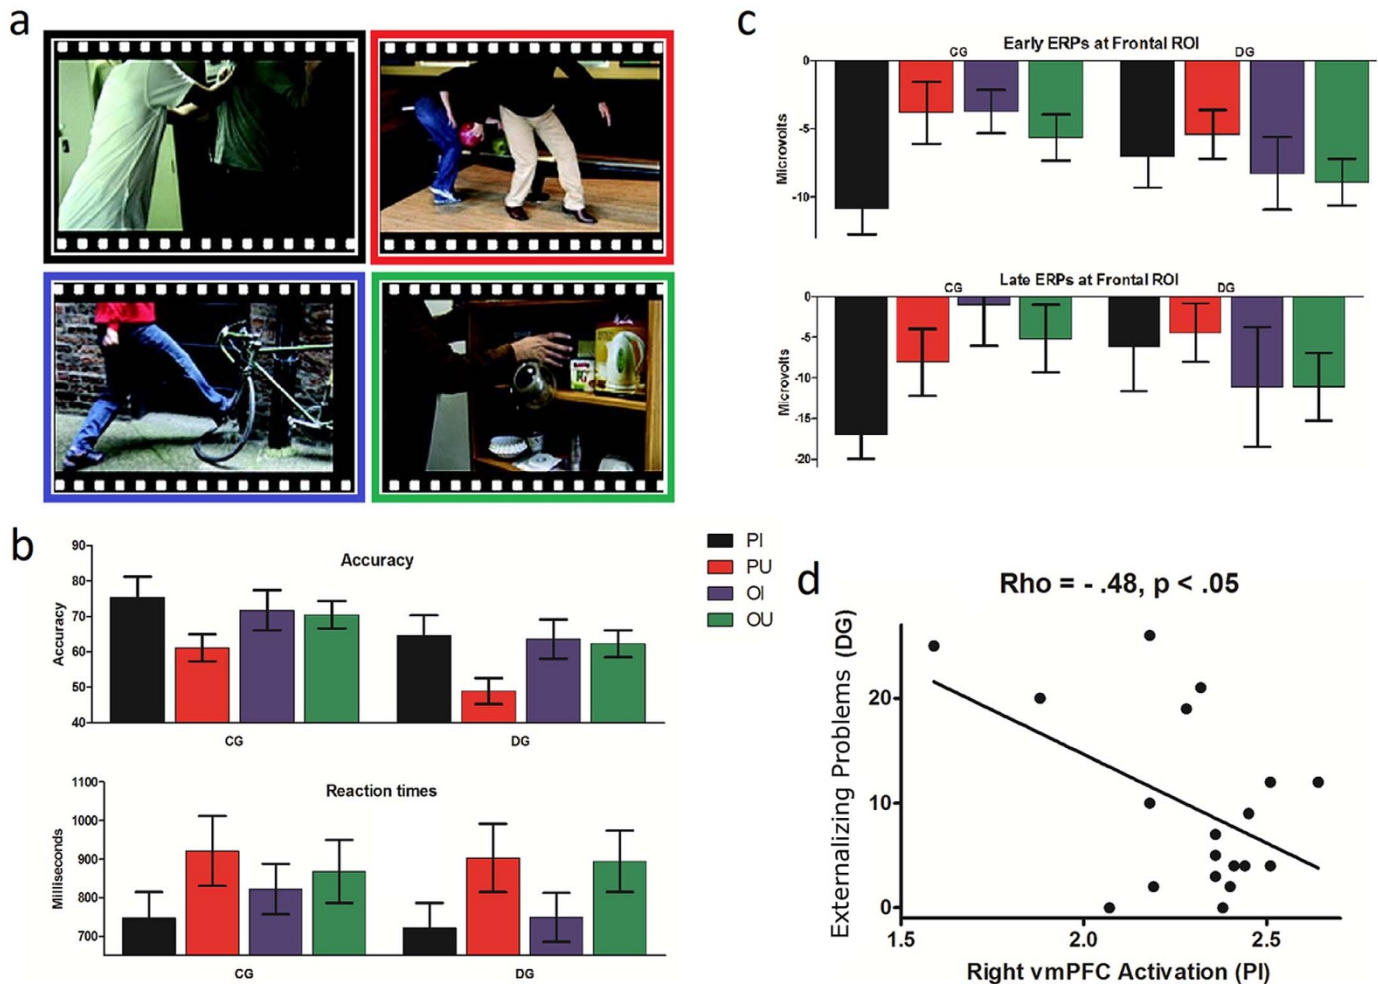 a
b
Accuracy
90
80
70
60
50
40
Accuracy
CG
DG
Reaction times
1100
1000
900
800
700
Milliseconds
CG
DG
PI
PU
OI
OU
c
Early ERPs at Frontal ROI
CG
DG
0
-5
-10
Microvolts
Late ERPs at Frontal ROI
CG
DG
0
-5
-10
-15
-20
Microvolts
d
Rho = - .48, p < .05
Externalizing Problems (DG)
20
10
0
1.5
2.0
2.5
Right vmPFC Activation (PI)